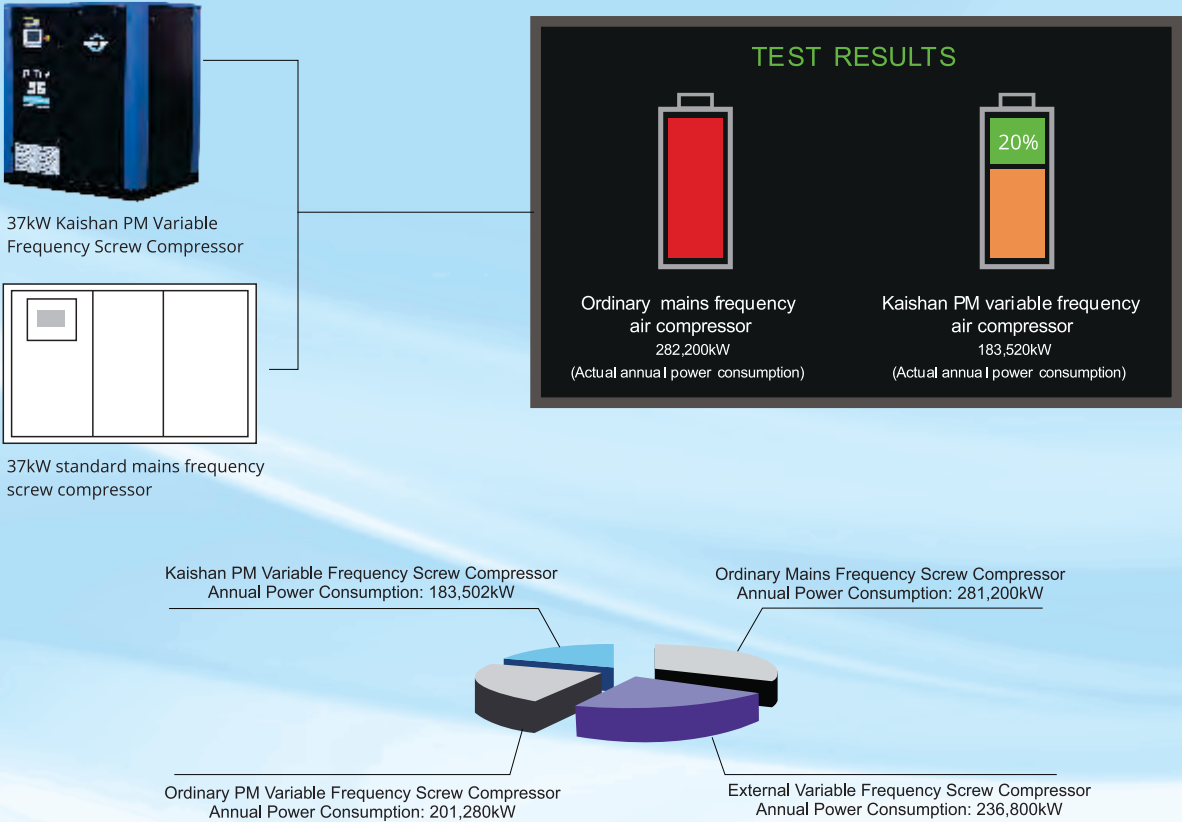 37kW Kaishan PM Variable
Frequency Screw Compressor
37kW standard mains frequency
screw compressor
TEST RESULTS
20%
Ordinary mains frequency
air compressor
282,200kW
(Actual annual power consumption)
Kaishan PM variable frequency
air compressor
183,520kW
(Actual annual power consumption)
Kaishan PM Variable Frequency Screw Compressor
Annual Power Consumption: 183,502kW
Ordinary Mains Frequency Screw Compressor
Annual Power Consumption: 281,200kW
Ordinary PM Variable Frequency Screw Compressor
Annual Power Consumption: 201,280kW
External Variable Frequency Screw Compressor
Annual Power Consumption: 236,800kW